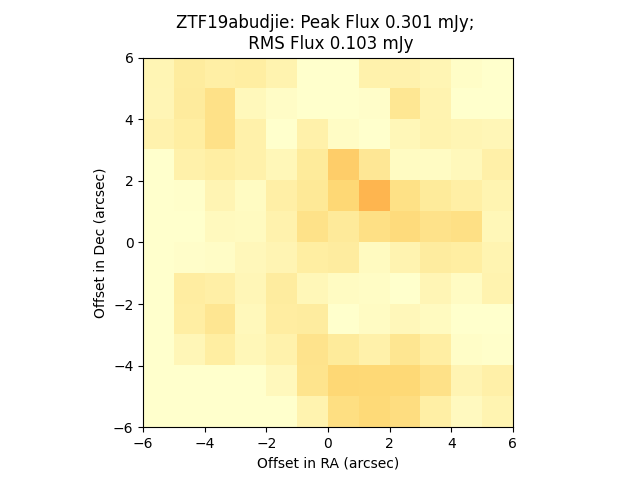 ZTF19abudjie: Peak Flux 0.301 mJy;
RMS Flux 0.103 mJy
6
4
2
0
−2
−4
−6
Offset in Dec (arcsec)
−6 −4 −2 0 2 4 6
Offset in RA (arcsec)